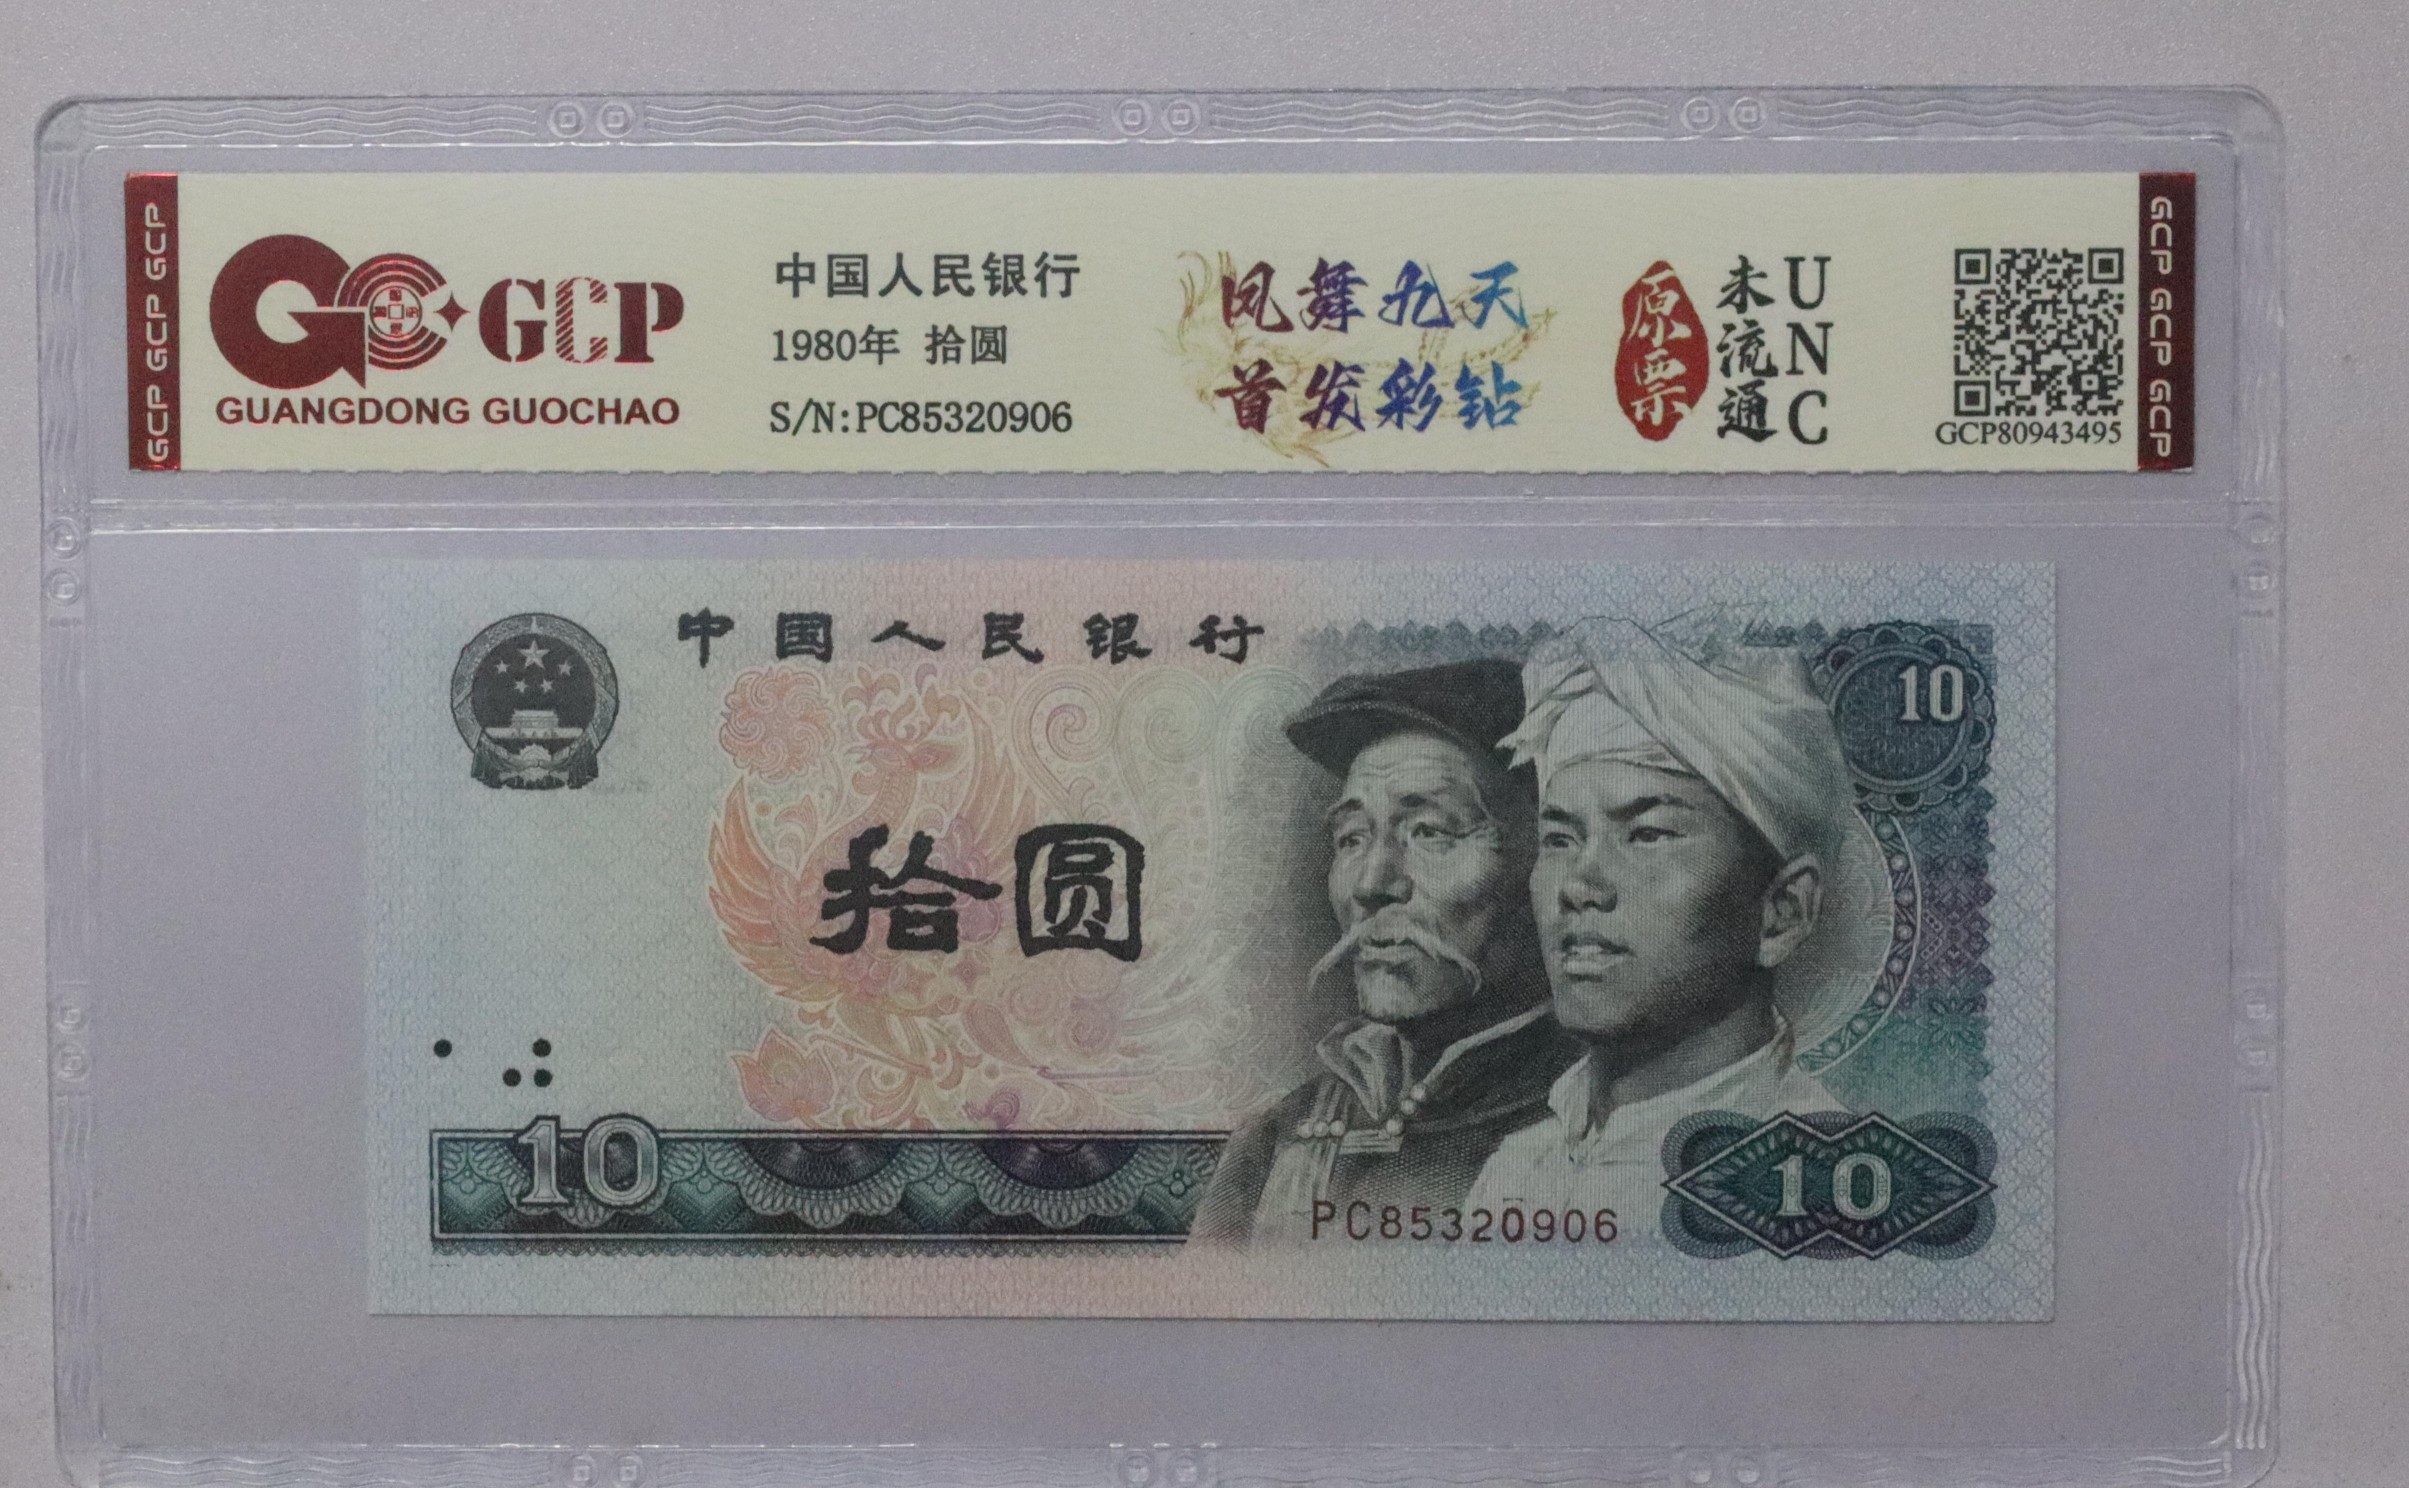 GCP GCP GCP
GCP
GUANGDONG GUOCHAO
中国人民银行
1980年 拾圆
S/N:PC85320906
凤舞九天
首发彩钻
原票
未流通
UNC
GCP80943495
GCP GCP GCP
中国人民银行
10
拾圆
10
PC85320906
10